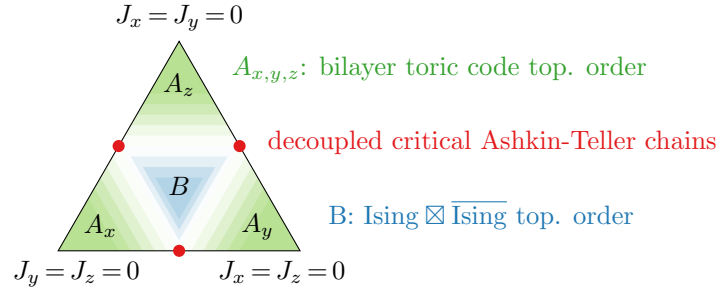 J_x = J_y = 0
A_{x,y,z}: bilayer toric code top. order
A_z
decoupled critical Ashkin-Teller chains
B
B: Ising ⊠ \overline{Ising} top. order
A_x
A_y
J_y = J_z = 0
J_x = J_z = 0